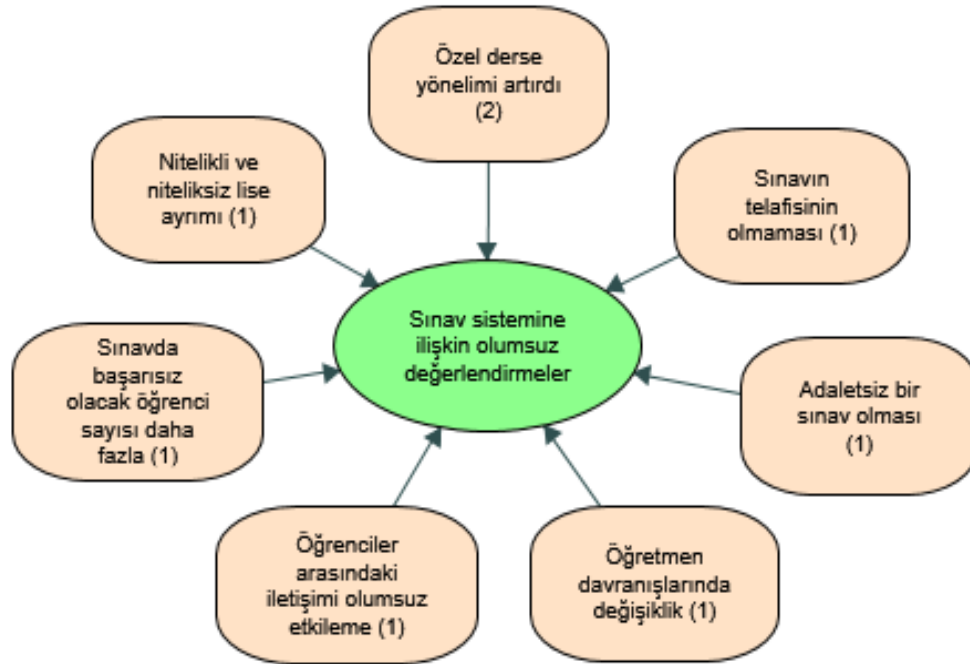 Özel derse
yönelimi artırdı
(2)
Nitelikli ve
niteliksiz lise
ayrımı (1)
Sınavın
telafisinin
olmaması (1)
Sınav sistemine
ilişkin olumsuz
değerlendirmeler
Sınavda
başarısız
olacak öğrenci
sayısı daha
fazla (1)
Adaletsiz bir
sınav olması
(1)
Öğrenciler
arasındaki
iletişimi olumsuz
etkileme (1)
Öğretmen
davranışlarında
değişiklik (1)